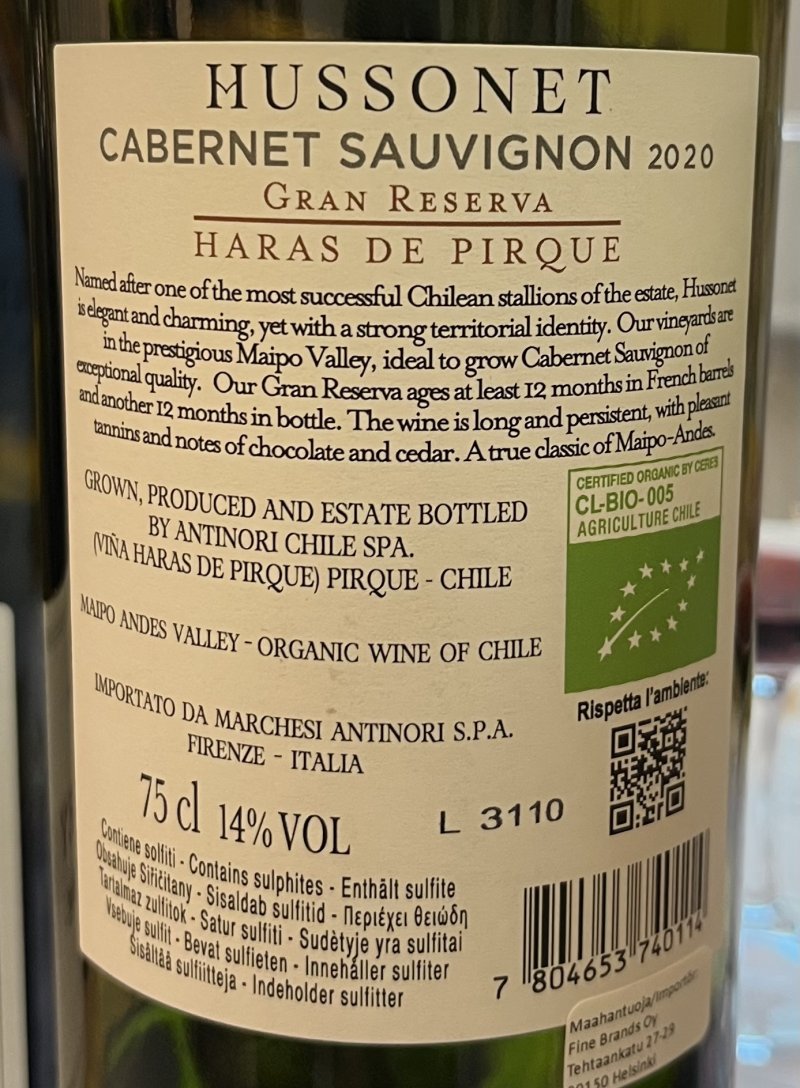 HUSSONET
CABERNET SAUVIGNON 2020
GRAN RESERVA
HARAS DE PIRQUE
Named after one of the most successful Chilean stallions of the estate, Hussonet
is elegant and charming, yet with a strong territorial identity. Our vineyards are
in the prestigious Maipo Valley, ideal to grow Cabernet Sauvignon of
exceptional quality. Our Gran Reserva ages at least 12 months in French barrels
and another 12 months in bottle. The wine is long and persistent, with pleasant
tannins and notes of chocolate and cedar. A true classic of Maipo-Andes.
GROWN, PRODUCED AND ESTATE BOTTLED
BY ANTINORI CHILE SPA.
(VIÑA HARAS DE PIRQUE) PIRQUE - CHILE
MAIPO ANDES VALLEY - ORGANIC WINE OF CHILE
CERTIFIED ORGANIC BY CERES
CL-BIO-005
AGRICULTURE CHILE
IMPORTATO DA MARCHESI ANTINORI S.P.A.
FIRENZE - ITALIA
Rispetta l'ambiente:
75 cl 14% VOL
L 3110
Contiene solfiti - Contains sulphites - Enthält sulfite
Obsahuje Siřičitany - Sisaldab sulfitid - Περιέχει θειώδη
Tartalmaz zulfitok - Satur sulfiti - Sudėtyje yra sulfitai
Vsebuje sulfit - Bevat sulfieten - Innehåller sulfiter
Sisältää sulfiitteja - Indeholder sulfitter
7 804653 740114
Maahantuoja/Importör:
Fine Brands Oy
Tehtaankatu 27-29
00150 Helsinki